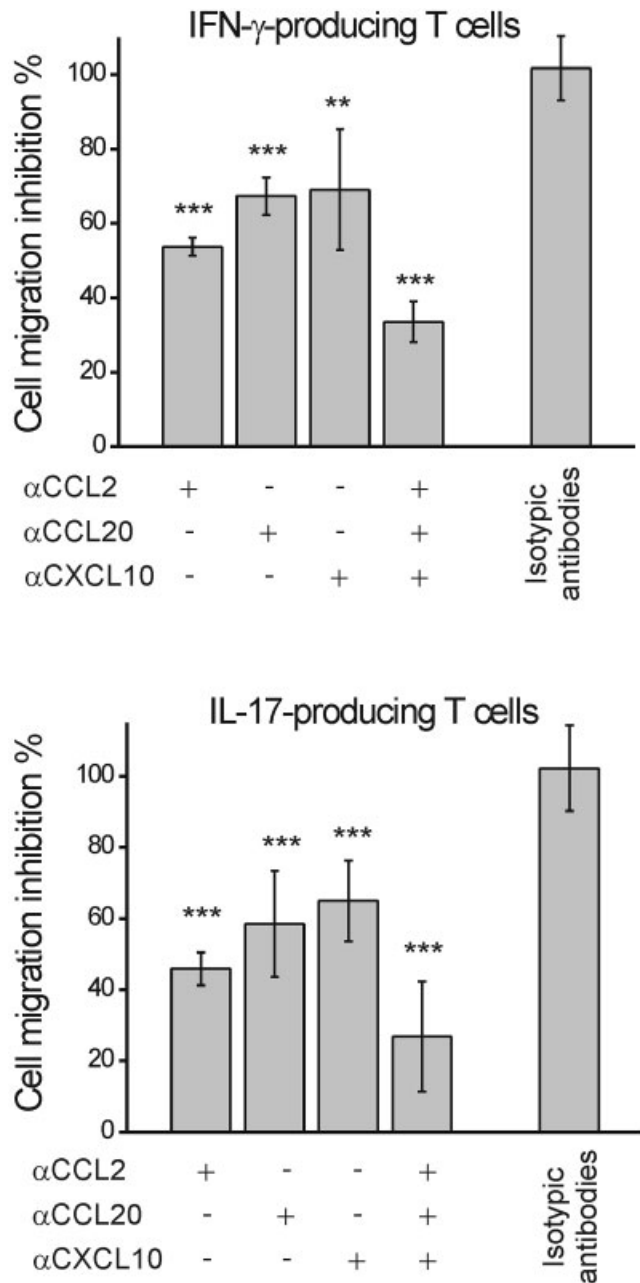 IFN-γ-producing T cells
Cell migration inhibition %
100
80
60
40
20
0
***
***
**
***
αCCL2 + - - +
αCCL20 - + - +
αCXCL10 - - + +
Isotypic
antibodies
IL-17-producing T cells
Cell migration inhibition %
100
80
60
40
20
0
***
***
***
***
αCCL2 + - - +
αCCL20 - + - +
αCXCL10 - - + +
Isotypic
antibodies